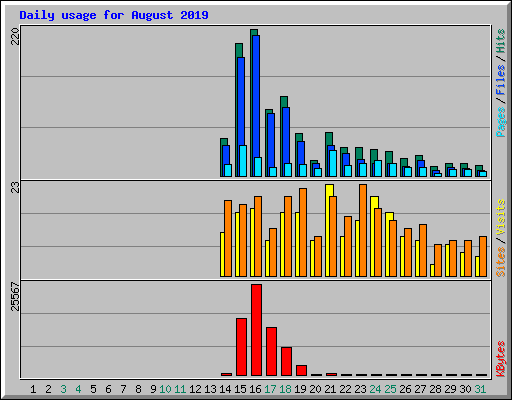 Daily usage for August 2019
220
Pages / Files / Hits
23
Sites / Visits
25567
KBytes
1 2 3 4 5 6 7 8 9 10 11 12 13 14 15 16 17 18 19 20 21 22 23 24 25 26 27 28 29 30 31